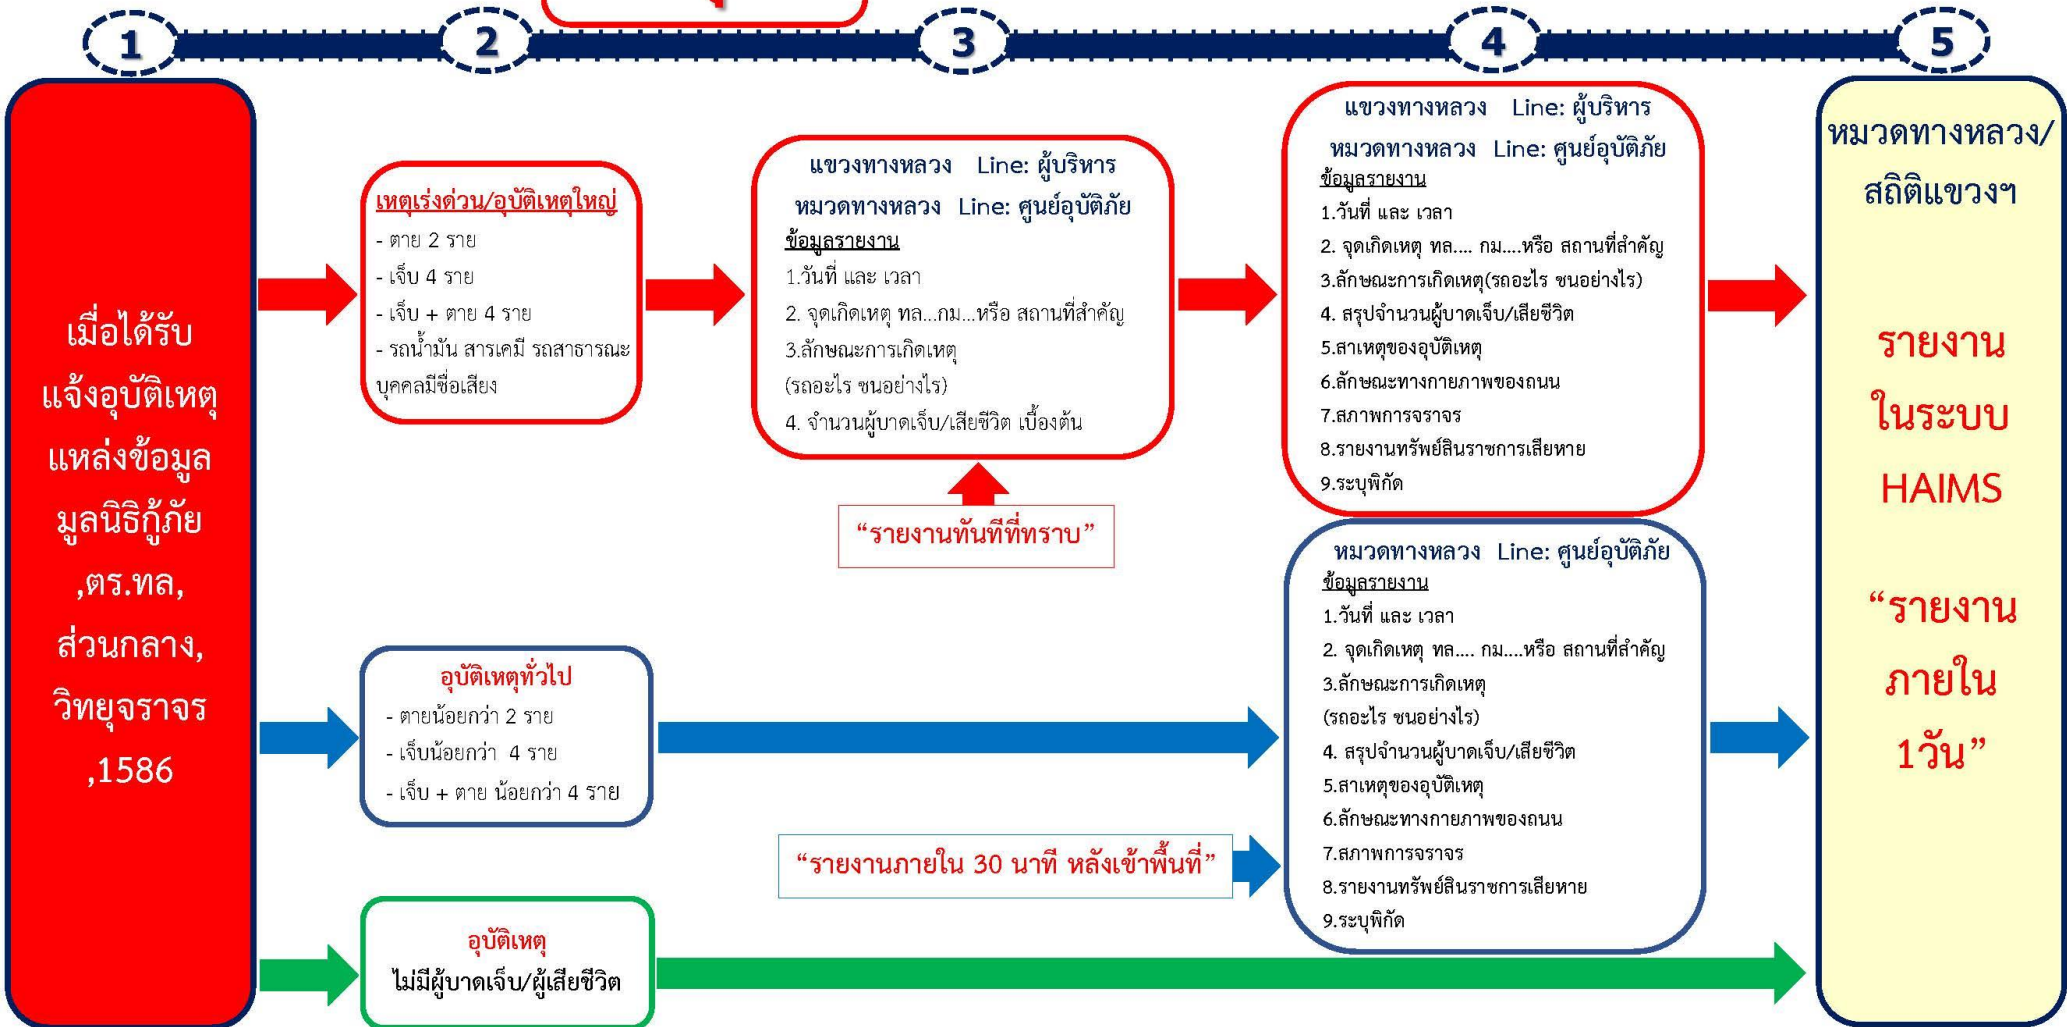 1
2
3
4
5
เมื่อได้รับ
แจ้งอุบัติเหตุ
แหล่งข้อมูล
มูลนิธิกู้ภัย
,ตร.ทล,
ส่วนกลาง,
วิทยุจราจร
,1586
เหตุเร่งด่วน/อุบัติเหตุใหญ่
- ตาย 2 ราย
- เจ็บ 4 ราย
- เจ็บ + ตาย 4 ราย
- รถน้ำมัน สารเคมี รถสาธารณะ
บุคคลมีชื่อเสียง
แขวงทางหลวง Line: ผู้บริหาร
หมวดทางหลวง Line: ศูนย์อุบัติภัย
ข้อมูลรายงาน
1.วันที่ และ เวลา
2. จุดเกิดเหตุ ทล...กม...หรือ สถานที่สำคัญ
3.ลักษณะการเกิดเหตุ
(รถอะไร ชนอย่างไร)
4. จำนวนผู้บาดเจ็บ/เสียชีวิต เบื้องต้น
“รายงานทันทีที่ทราบ”
แขวงทางหลวง Line: ผู้บริหาร
หมวดทางหลวง Line: ศูนย์อุบัติภัย
ข้อมูลรายงาน
1.วันที่ และ เวลา
2. จุดเกิดเหตุ ทล.... กม....หรือ สถานที่สำคัญ
3.ลักษณะการเกิดเหตุ(รถอะไร ชนอย่างไร)
4. สรุปจำนวนผู้บาดเจ็บ/เสียชีวิต
5.สาเหตุของอุบัติเหตุ
6.ลักษณะทางกายภาพของถนน
7.สภาพการจราจร
8.รายงานทรัพย์สินราชการเสียหาย
9.ระบุพิกัด
อุบัติเหตุทั่วไป
- ตายน้อยกว่า 2 ราย
- เจ็บน้อยกว่า 4 ราย
- เจ็บ + ตาย น้อยกว่า 4 ราย
“รายงานภายใน 30 นาที หลังเข้าพื้นที่”
หมวดทางหลวง Line: ศูนย์อุบัติภัย
ข้อมูลรายงาน
1.วันที่ และ เวลา
2. จุดเกิดเหตุ ทล.... กม....หรือ สถานที่สำคัญ
3.ลักษณะการเกิดเหตุ
(รถอะไร ชนอย่างไร)
4. สรุปจำนวนผู้บาดเจ็บ/เสียชีวิต
5.สาเหตุของอุบัติเหตุ
6.ลักษณะทางกายภาพของถนน
7.สภาพการจราจร
8.รายงานทรัพย์สินราชการเสียหาย
9.ระบุพิกัด
อุบัติเหตุ
ไม่มีผู้บาดเจ็บ/ผู้เสียชีวิต
หมวดทางหลวง/
สถิติแขวงฯ
รายงาน
ในระบบ
HAIMS
“รายงาน
ภายใน
1วัน”